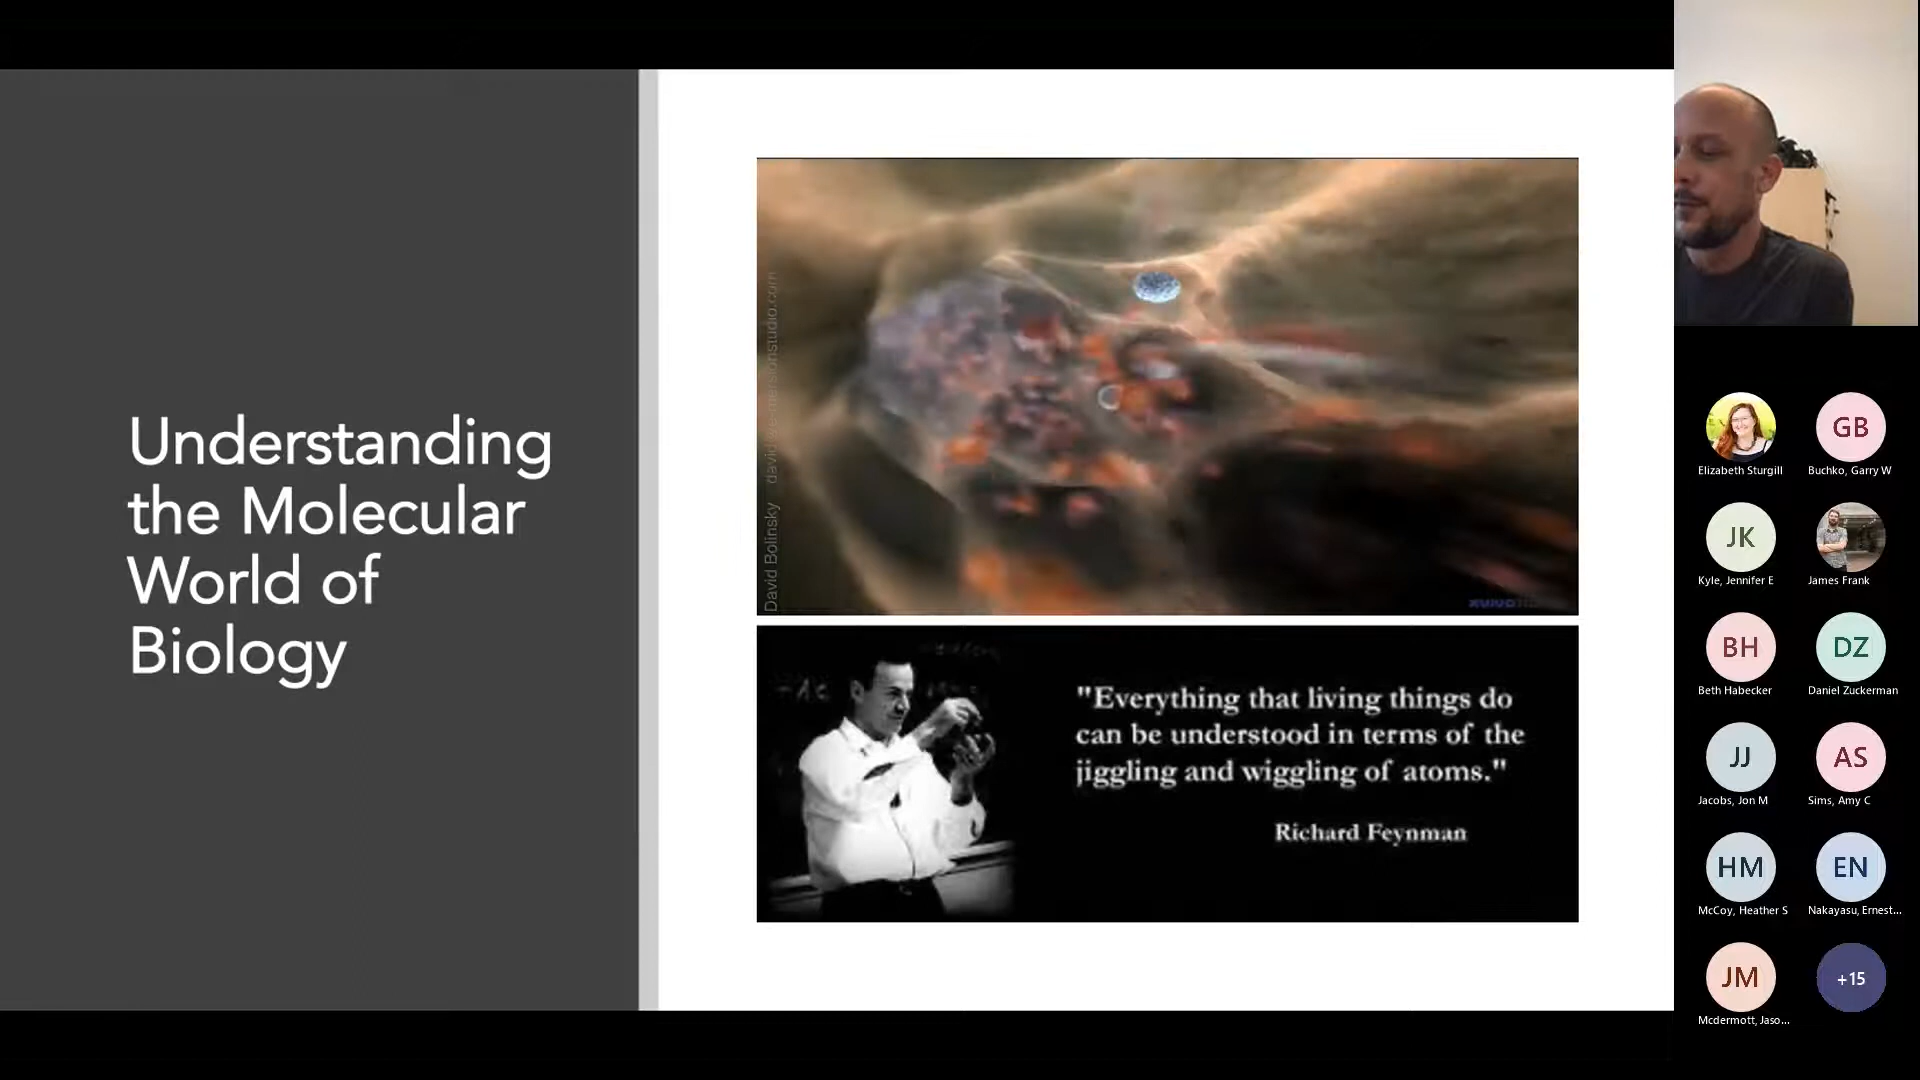 Understanding
the Molecular
World of
Biology
David Bolinsky
"Everything that living things do
can be understood in terms of the
jiggling and wiggling of atoms."
Richard Feynman
Elizabeth Sturgill
GB
Buchko, Garry W
JK
Kyle, Jennifer E
James Frank
BH
Beth Habecker
DZ
Daniel Zuckerman
JJ
Jacobs, Jon M
AS
Sims, Amy C
HM
McCoy, Heather S
EN
Nakayasu, Ernest...
JM
Mcdermott, Jaso...
+15